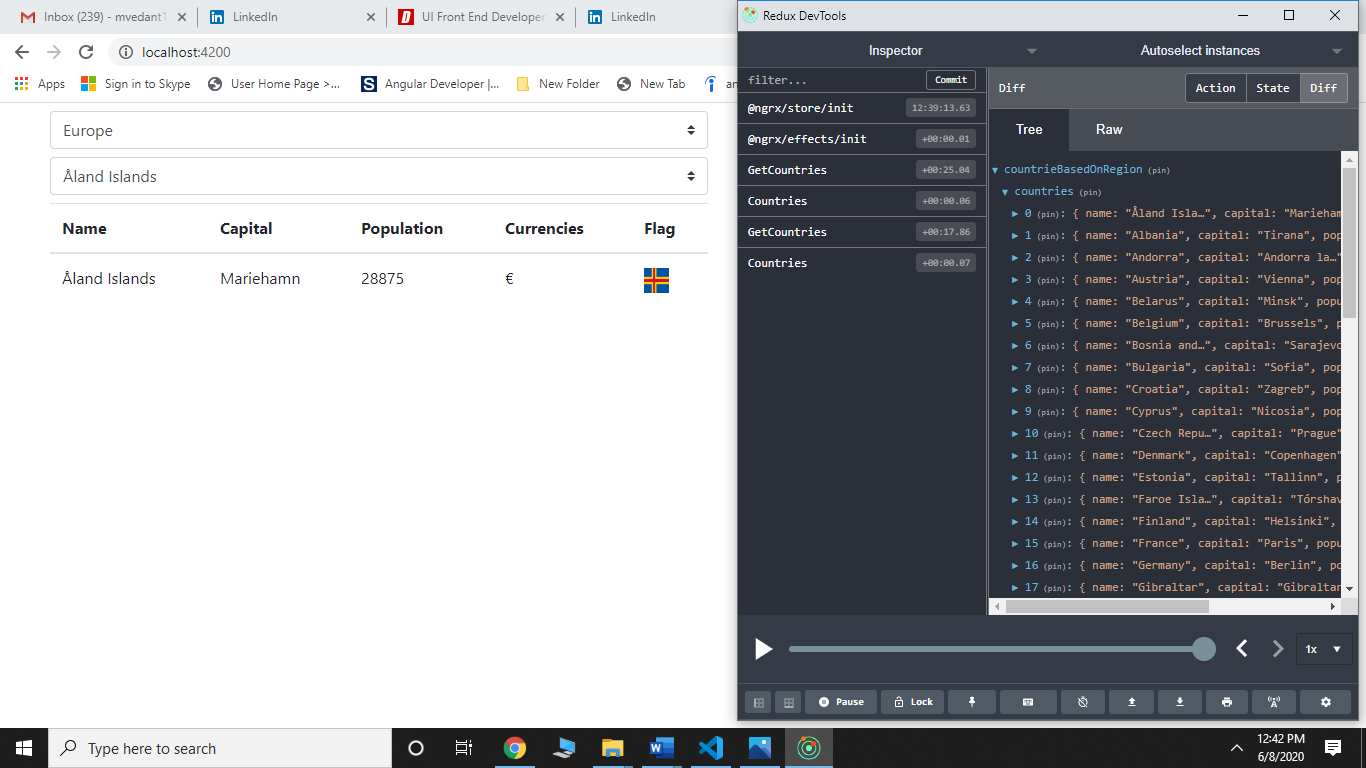 Inbox (239) - mvedant1
LinkedIn
UI Front End Developer
LinkedIn
localhost:4200
Apps
Sign in to Skype
User Home Page >...
Angular Developer |...
New Folder
New Tab
an
Europe
Åland Islands
Name Capital Population Currencies Flag
Åland Islands Mariehamn 28875 €
Redux DevTools
Inspector
Autoselect instances
filter...
Commit
@ngrx/store/init 12:39:13.63
@ngrx/effects/init +00:00.01
GetCountries +00:25.04
Countries +00:00.06
GetCountries +00:17.86
Countries +00:00.07
Diff
Action State Diff
Tree Raw
countrieBasedOnRegion (pin)
countries (pin)
0 (pin): { name: "Åland Isla…", capital: "Marieham
1 (pin): { name: "Albania", capital: "Tirana", pop
2 (pin): { name: "Andorra", capital: "Andorra la…"
3 (pin): { name: "Austria", capital: "Vienna", pop
4 (pin): { name: "Belarus", capital: "Minsk", popu
5 (pin): { name: "Belgium", capital: "Brussels", p
6 (pin): { name: "Bosnia and…", capital: "Sarajevo
7 (pin): { name: "Bulgaria", capital: "Sofia", pop
8 (pin): { name: "Croatia", capital: "Zagreb", pop
9 (pin): { name: "Cyprus", capital: "Nicosia", pop
10 (pin): { name: "Czech Repu…", capital: "Prague"
11 (pin): { name: "Denmark", capital: "Copenhagen"
12 (pin): { name: "Estonia", capital: "Tallinn", p
13 (pin): { name: "Faroe Isla…", capital: "Tórshav
14 (pin): { name: "Finland", capital: "Helsinki",
15 (pin): { name: "France", capital: "Paris", popu
16 (pin): { name: "Germany", capital: "Berlin", po
17 (pin): { name: "Gibraltar", capital: "Gibraltar
1x
Pause
Lock
Type here to search
12:42 PM
6/8/2020